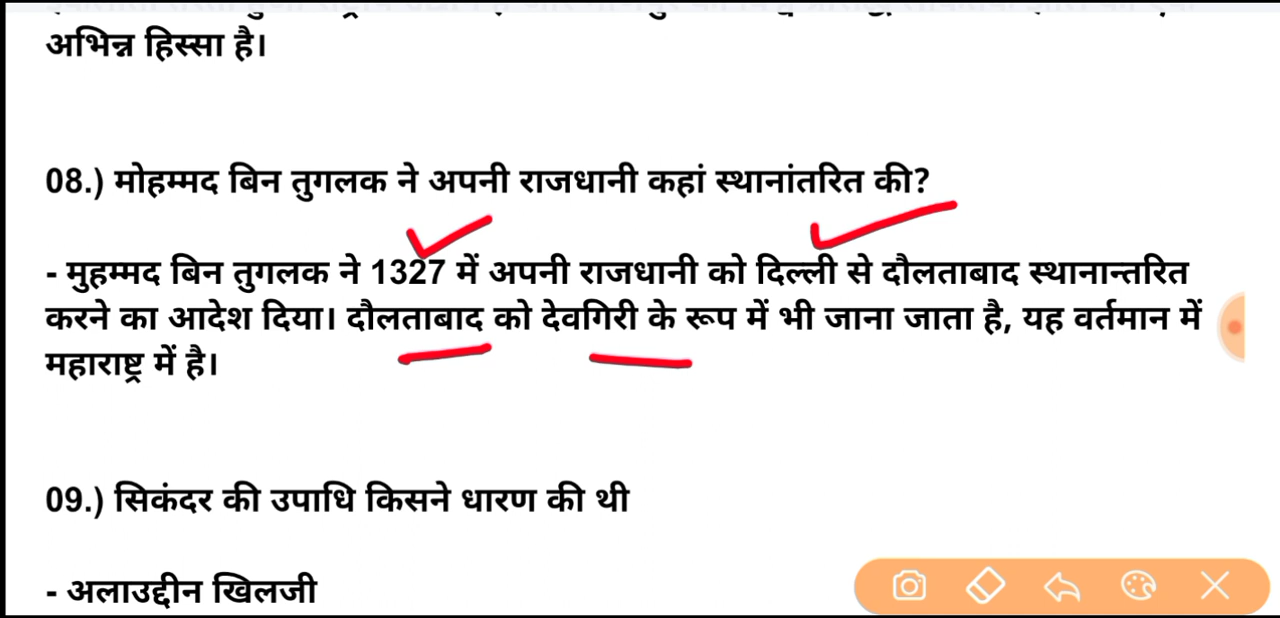 अभिन्न हिस्सा है।
08.) मोहम्मद बिन तुगलक ने अपनी राजधानी कहां स्थानांतरित की?
- मुहम्मद बिन तुगलक ने 1327 में अपनी राजधानी को दिल्ली से दौलताबाद स्थानान्तरित
करने का आदेश दिया। दौलताबाद को देवगिरी के रूप में भी जाना जाता है, यह वर्तमान में
महाराष्ट्र में है।
09.) सिकंदर की उपाधि किसने धारण की थी
- अलाउद्दीन खिलजी